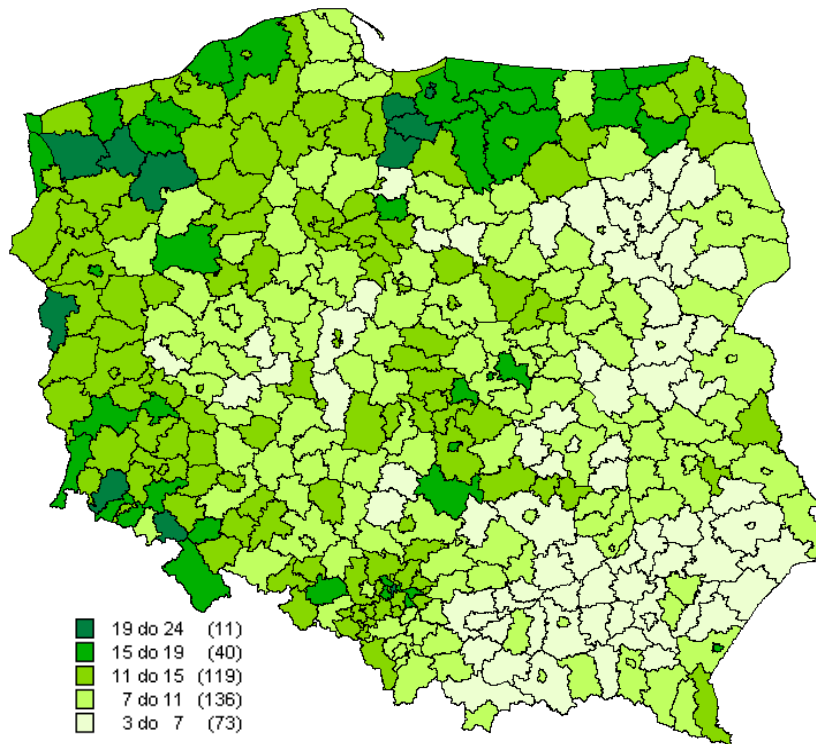 19 do 24 (11)
15 do 19 (40)
11 do 15 (119)
7 do 11 (136)
3 do 7 (73)